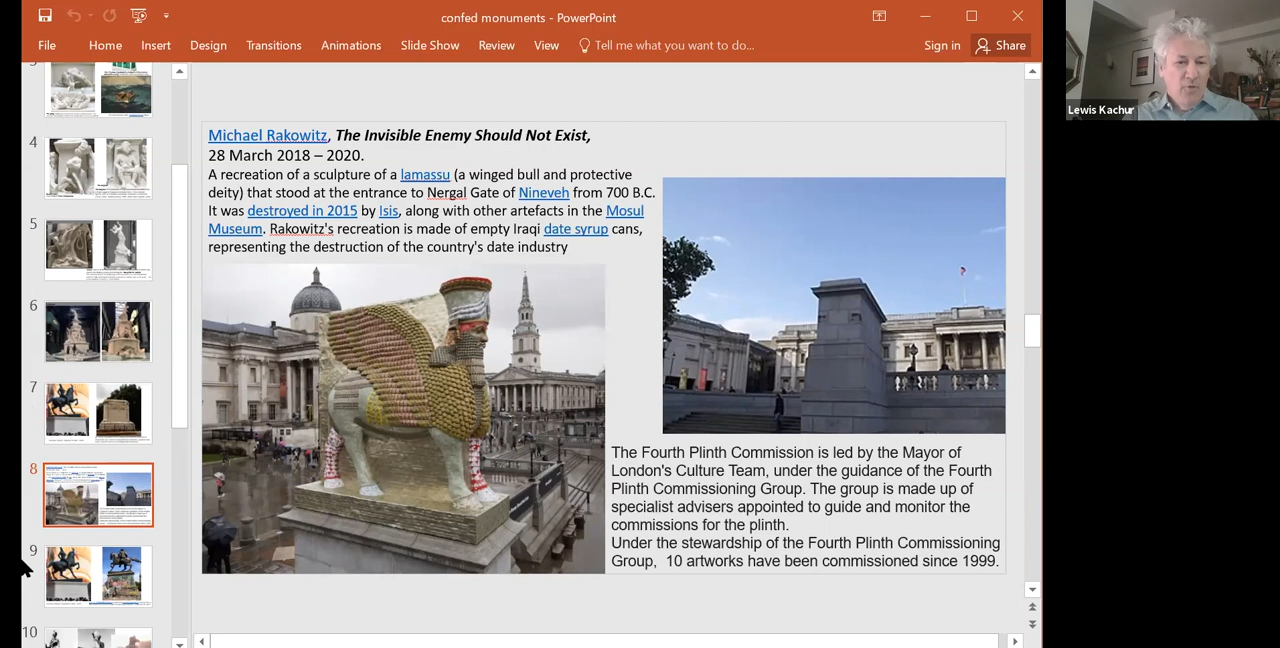 confed monuments - PowerPoint
File Home Insert Design Transitions Animations Slide Show Review View Tell me what you want to do... Sign in Share
4
5
6
7
8
9
10
Michael Rakowitz, The Invisible Enemy Should Not Exist,
28 March 2018 – 2020.
A recreation of a sculpture of a lamassu (a winged bull and protective
deity) that stood at the entrance to Nergal Gate of Nineveh from 700 B.C.
It was destroyed in 2015 by Isis, along with other artefacts in the Mosul
Museum. Rakowitz's recreation is made of empty Iraqi date syrup cans,
representing the destruction of the country's date industry
The Fourth Plinth Commission is led by the Mayor of
London's Culture Team, under the guidance of the Fourth
Plinth Commissioning Group. The group is made up of
specialist advisers appointed to guide and monitor the
commissions for the plinth.
Under the stewardship of the Fourth Plinth Commissioning
Group, 10 artworks have been commissioned since 1999.
Lewis Kachur